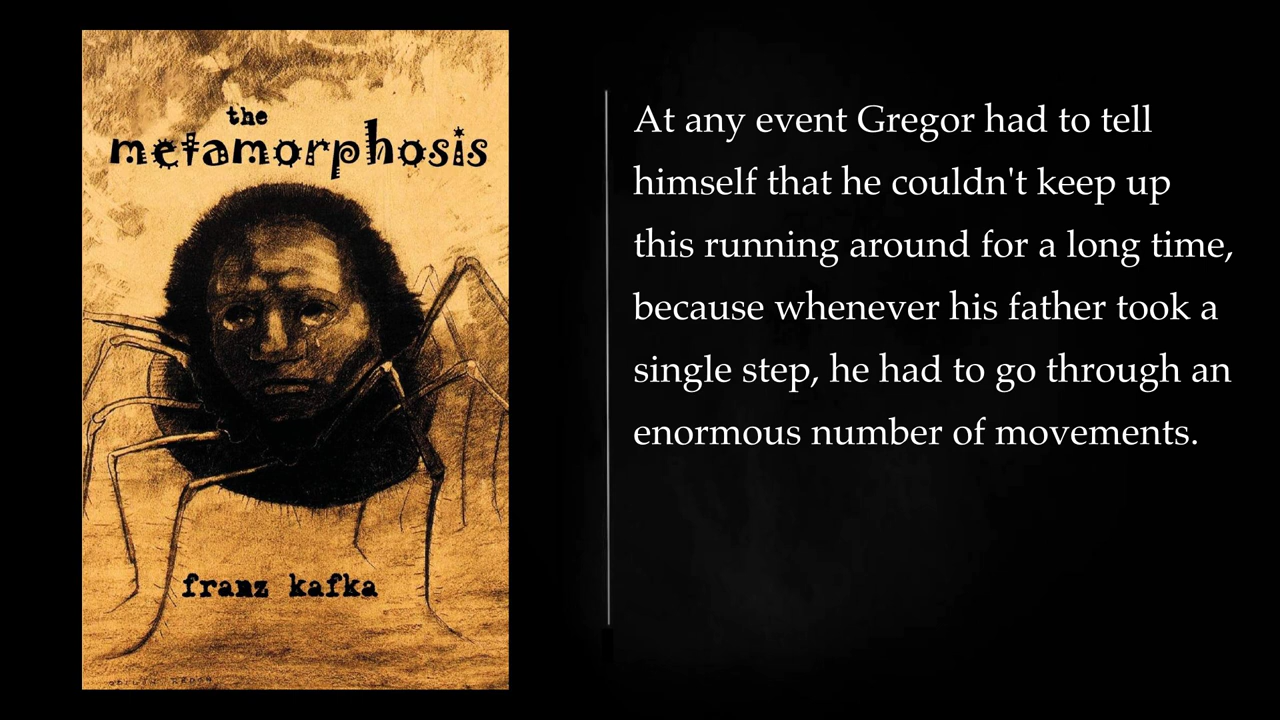 the
metamorphosis
franz kafka
ODILON REDON
At any event Gregor had to tell
himself that he couldn't keep up
this running around for a long time,
because whenever his father took a
single step, he had to go through an
enormous number of movements.